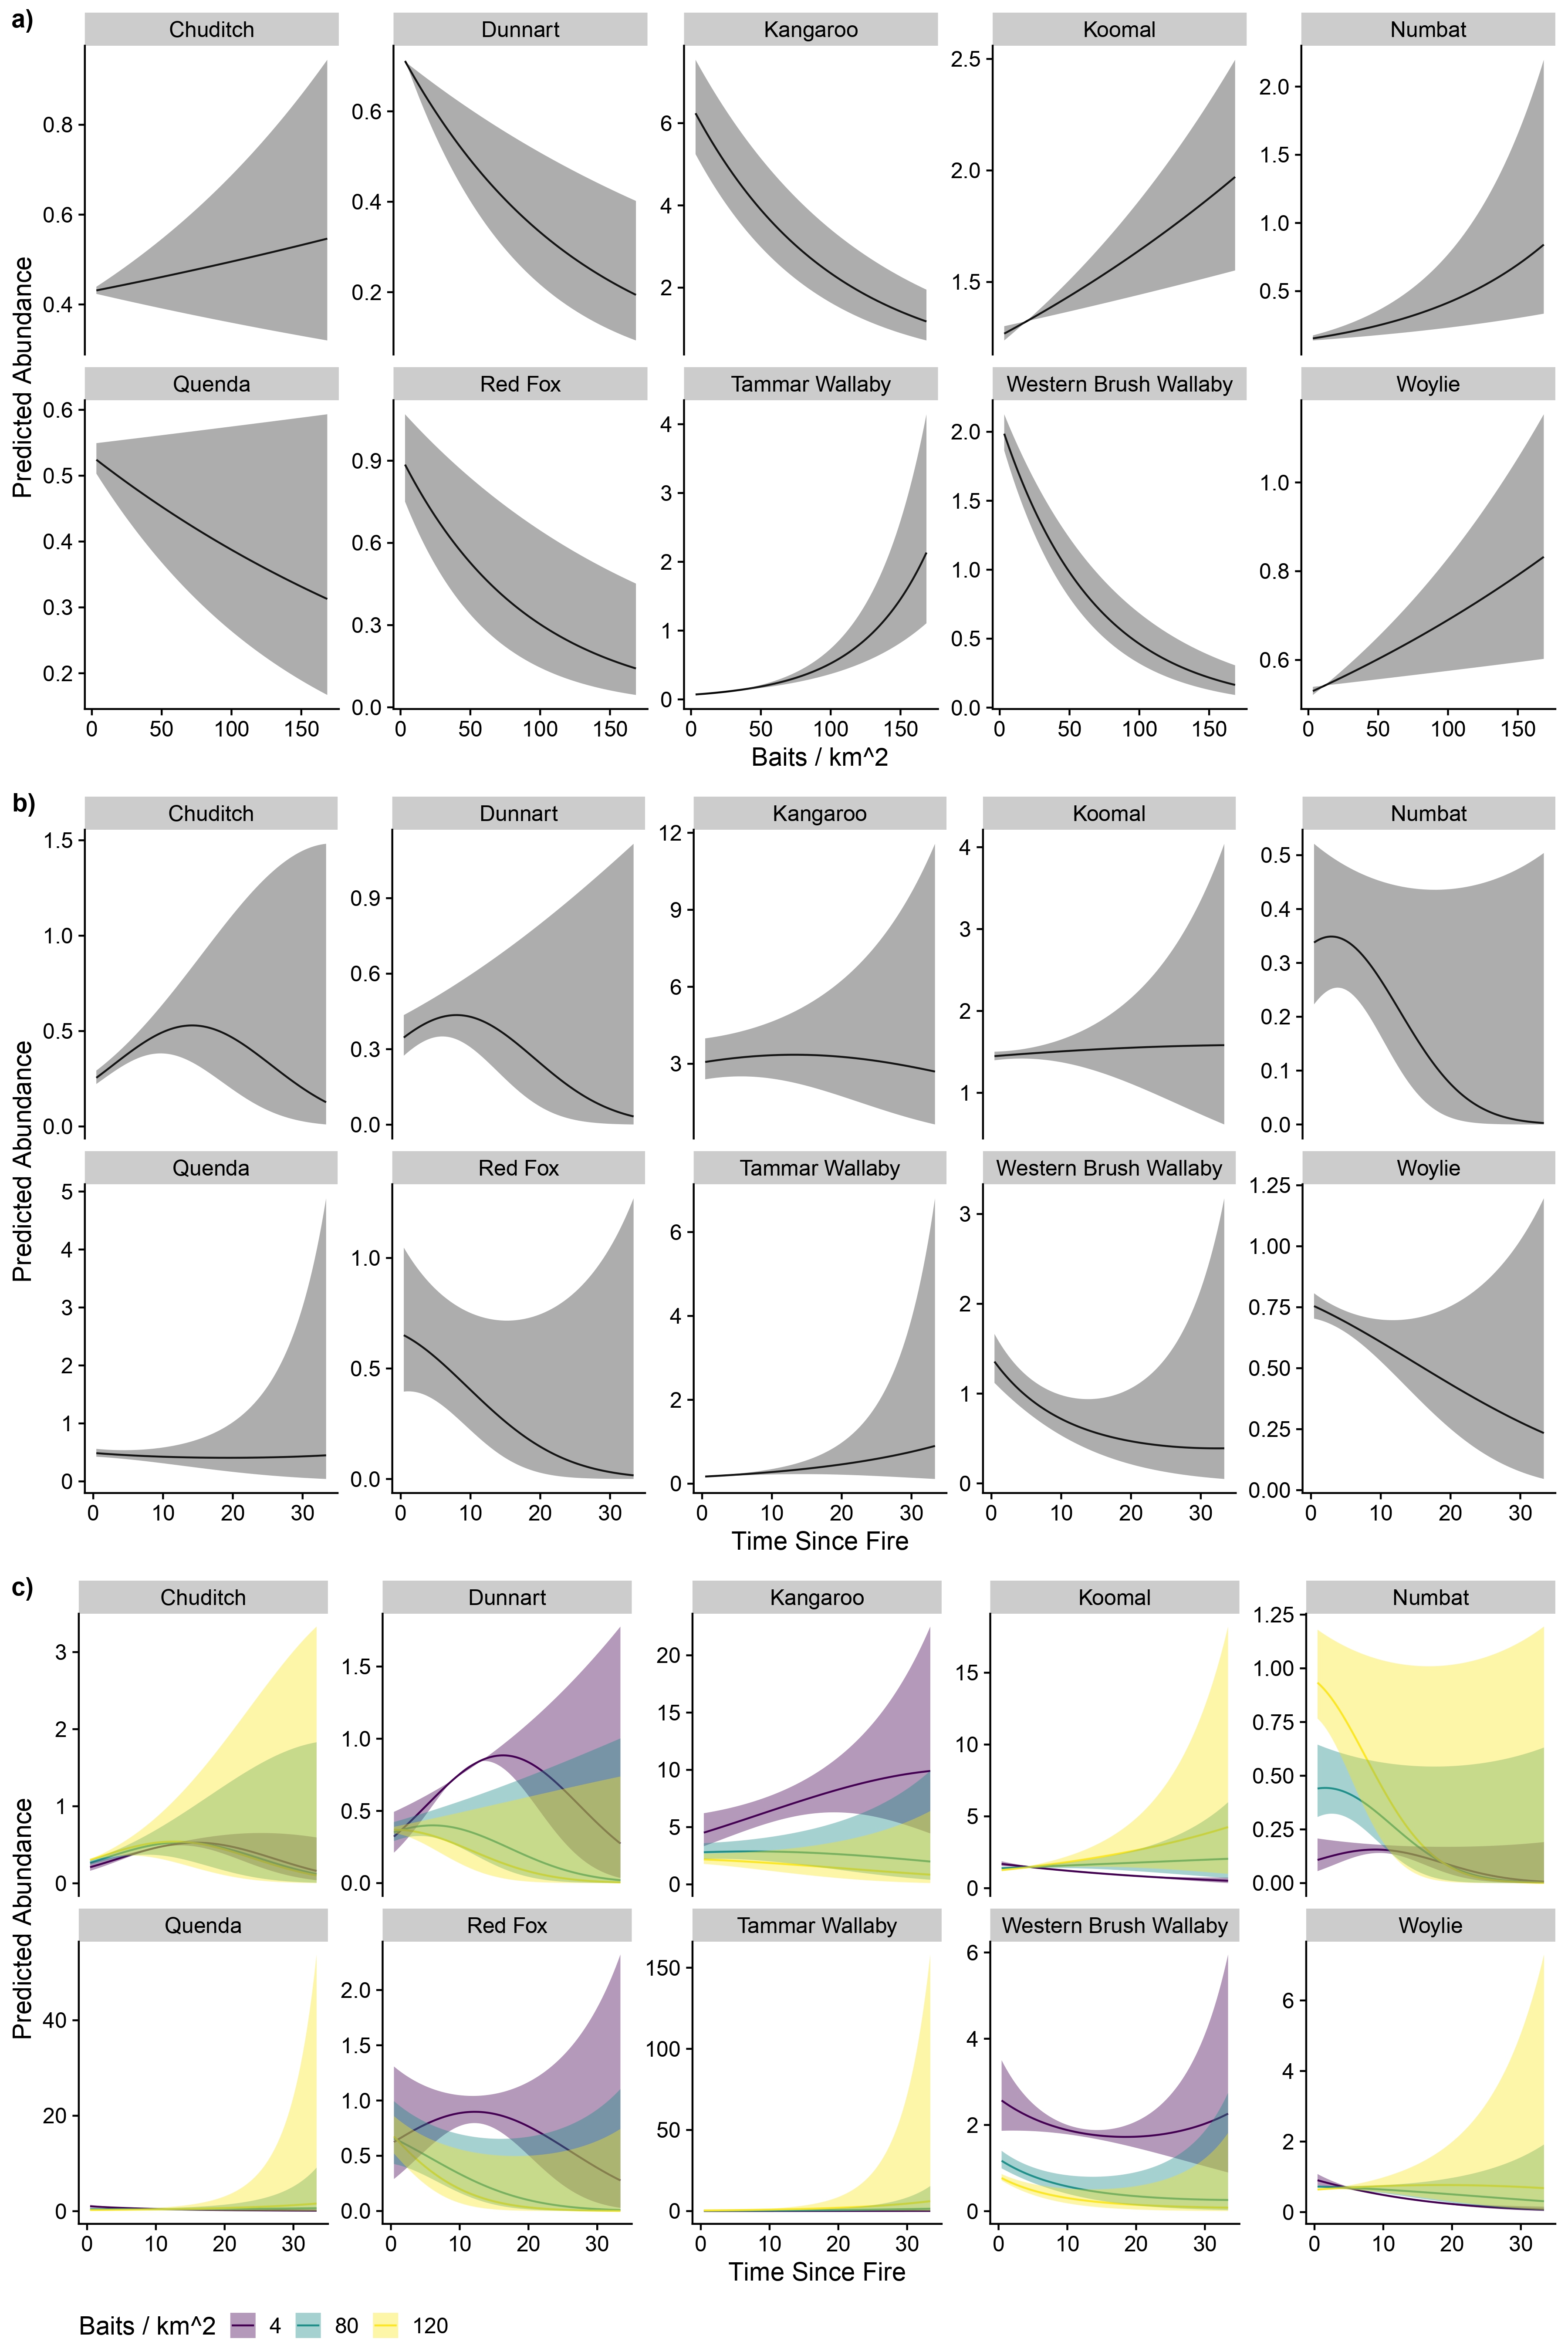 a)
Chuditch Dunnart Kangaroo Koomal Numbat
0.8 0.6 0.4
0.6 0.4 0.2
6 4 2
2.5 2.0 1.5
2.0 1.5 1.0 0.5
Predicted Abundance
Quenda Red Fox Tammar Wallaby Western Brush Wallaby Woylie
0.6 0.5 0.4 0.3 0.2
0.9 0.6 0.3 0.0
4 3 2 1 0
2.0 1.5 1.0 0.5 0.0
1.0 0.8 0.6
0 50 100 150 0 50 100 150 0 50 100 150 0 50 100 150 0 50 100 150
Baits / km^2
b)
Chuditch Dunnart Kangaroo Koomal Numbat
1.5 1.0 0.5 0.0
0.9 0.6 0.3 0.0
12 9 6 3
4 3 2 1
0.5 0.4 0.3 0.2 0.1 0.0
Predicted Abundance
Quenda Red Fox Tammar Wallaby Western Brush Wallaby Woylie
5 4 3 2 1 0
1.0 0.5 0.0
6 4 2 0
3 2 1 0
1.25 1.00 0.75 0.50 0.25 0.00
0 10 20 30 0 10 20 30 0 10 20 30 0 10 20 30 0 10 20 30
Time Since Fire
c)
Chuditch Dunnart Kangaroo Koomal Numbat
3 2 1 0
1.5 1.0 0.5 0.0
20 15 10 5 0
15 10 5 0
1.25 1.00 0.75 0.50 0.25 0.00
Predicted Abundance
Quenda Red Fox Tammar Wallaby Western Brush Wallaby Woylie
40 20 0
2.0 1.5 1.0 0.5 0.0
150 100 50 0
6 4 2 0
6 4 2 0
0 10 20 30 0 10 20 30 0 10 20 30 0 10 20 30 0 10 20 30
Time Since Fire
Baits / km^2 4 80 120